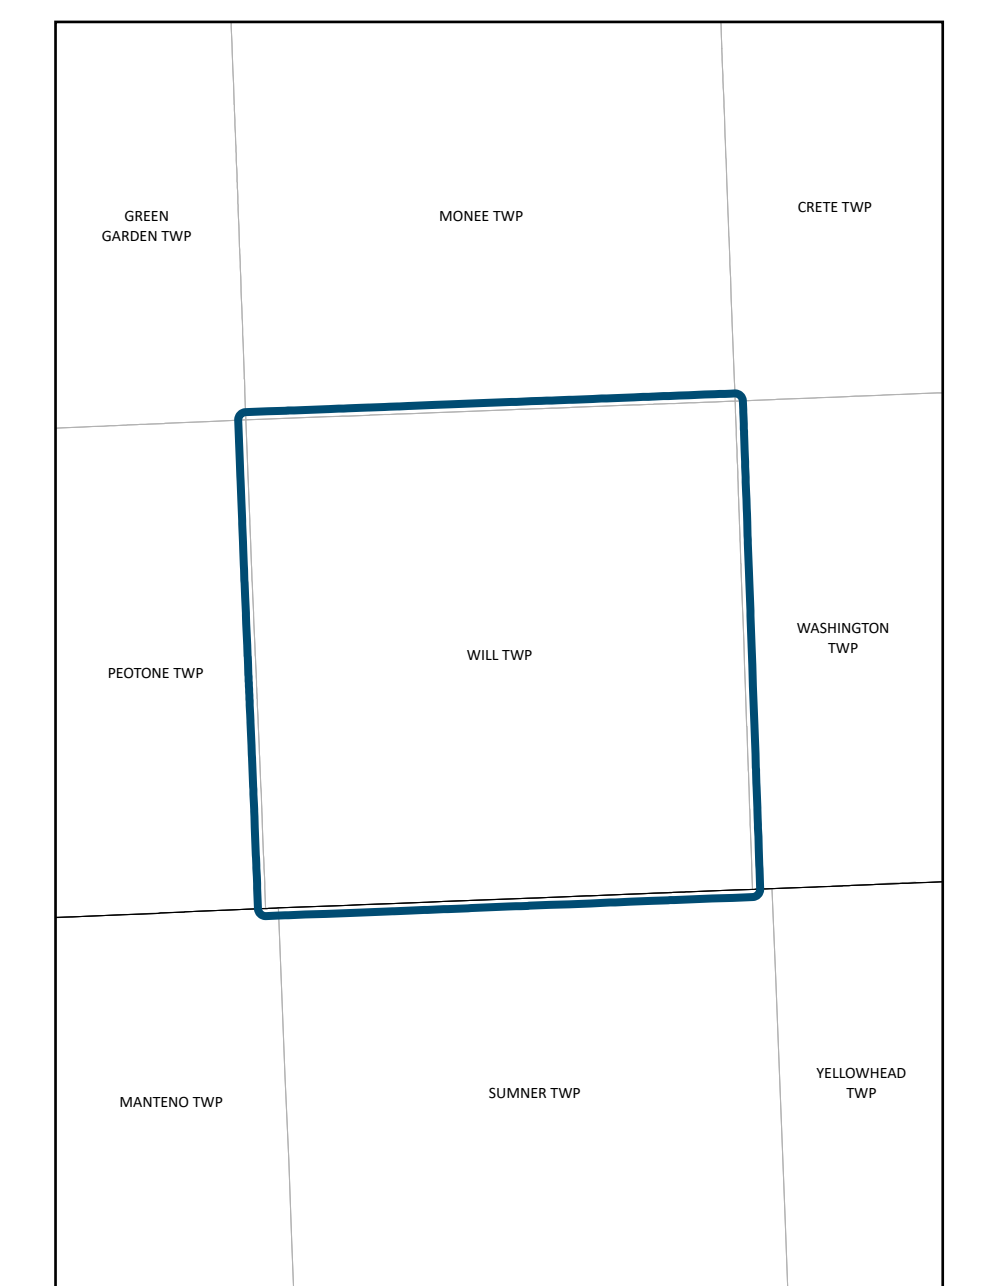 GREEN
GARDEN TWP
MONEE TWP
CRETE TWP
PEOTONE TWP
WILL TWP
WASHINGTON
TWP
MANTENO TWP
SUMNER TWP
YELLOWHEAD
TWP